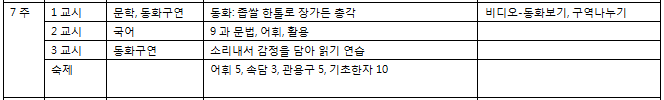 7 주 1 교시 문학, 동화구연 동화: 좁쌀 한톨로 장가든 총각 비디오-동화보기, 구역나누기
2 교시 국어 9 과 문법, 어휘, 활용
3 교시 동화구연 소리내서 감정을 담아 읽기 연습
숙제 어휘 5, 속담 3, 관용구 5, 기초한자 10